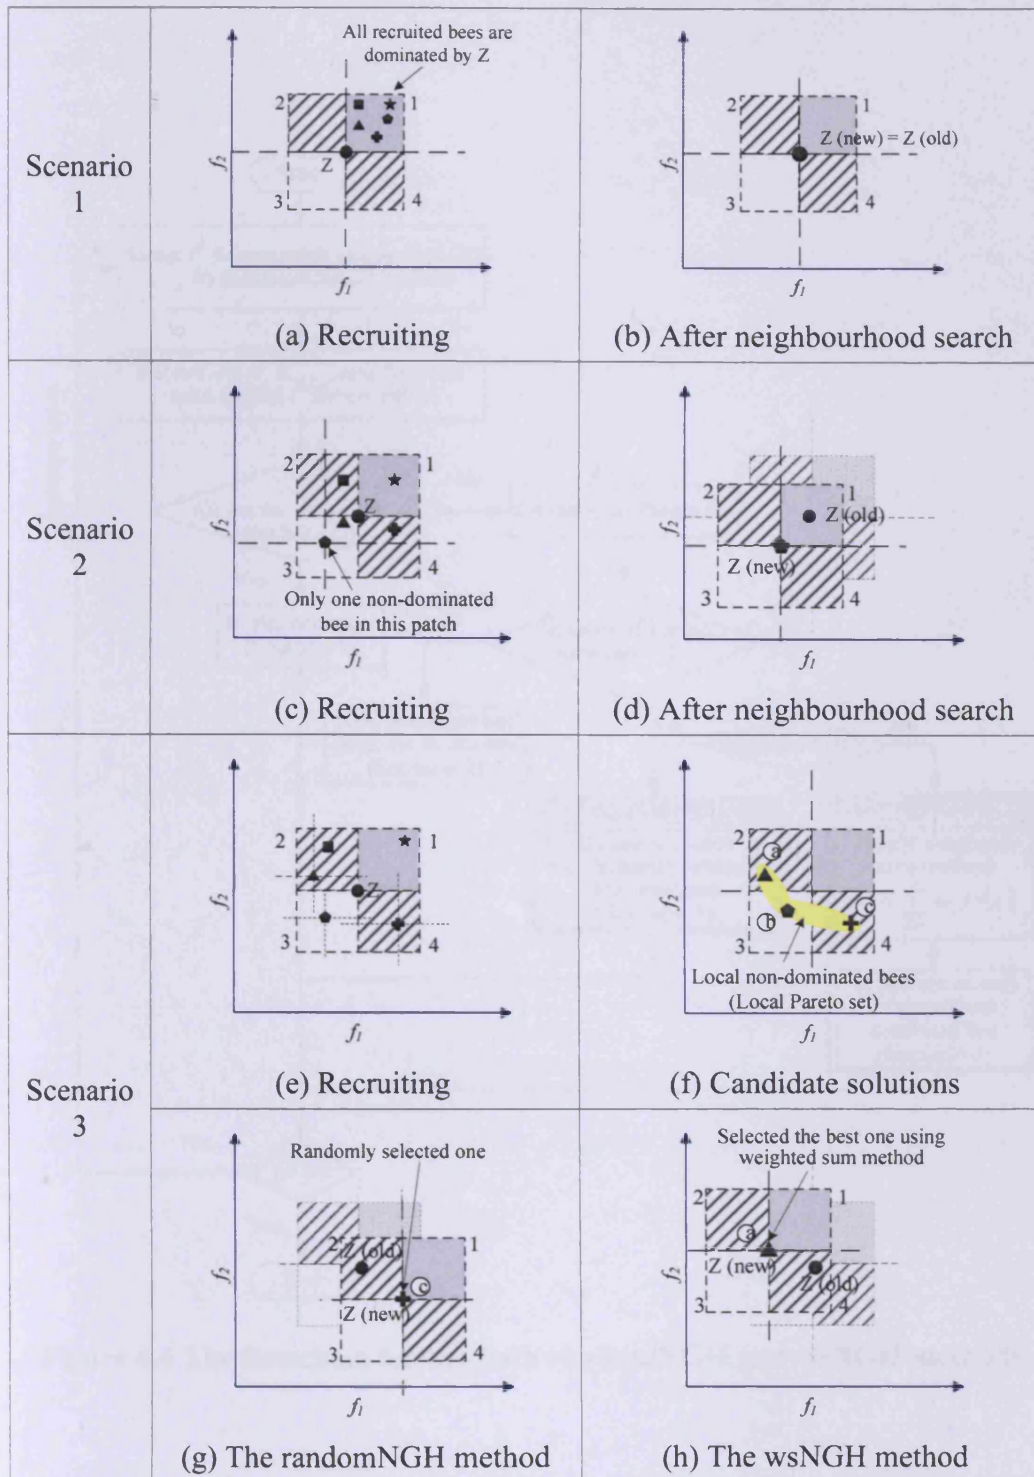 Scenario
1
All recruited bees are
dominated by Z
2
1
Z
3
4
f2
f1
(a) Recruiting
2
1
Z (new) = Z (old)
3
4
f2
f1
(b) After neighbourhood search
Scenario
2
2
1
Z
3
4
Only one non-dominated
bee in this patch
f2
f1
(c) Recruiting
2
1
Z (old)
Z (new)
3
4
f2
f1
(d) After neighbourhood search
Scenario
3
2
1
Z
3
4
f2
f1
(e) Recruiting
2
1
a
b
c
3
4
Local non-dominated bees
(Local Pareto set)
f2
f1
(f) Candidate solutions
Randomly selected one
2
1
Z (old)
c
Z (new)
3
4
f2
f1
(g) The randomNGH method
Selected the best one using
weighted sum method
2
1
a
Z (new)
Z (old)
3
4
f2
f1
(h) The wsNGH method